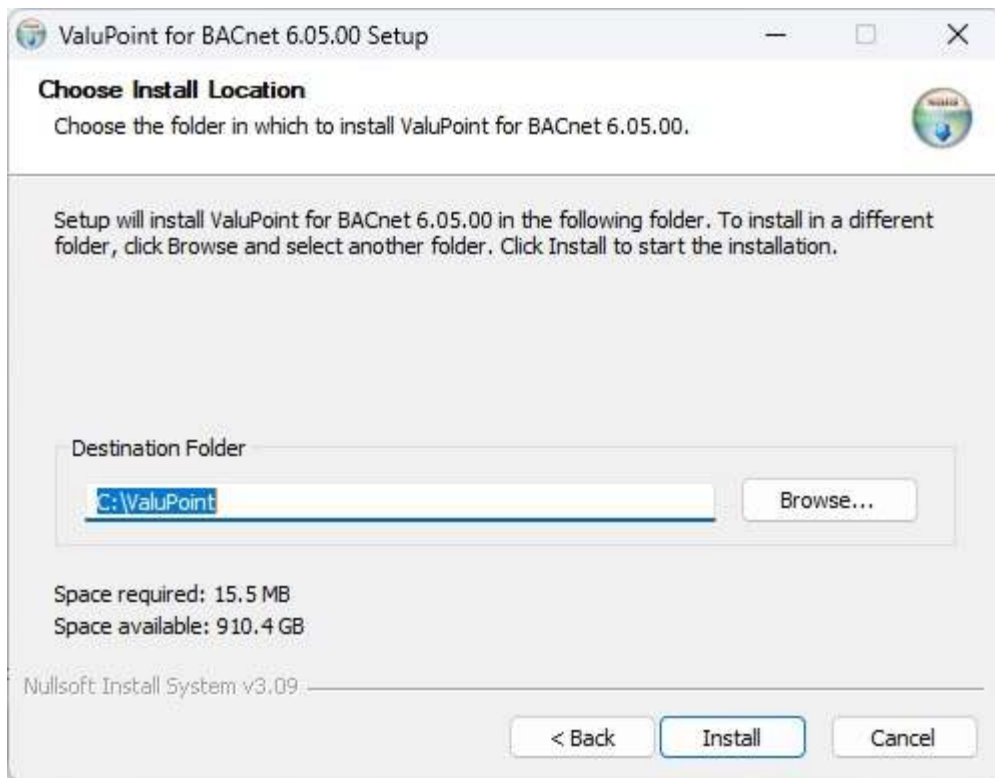 ValuPoint for BACnet 6.05.00 Setup
Choose Install Location
Choose the folder in which to install ValuPoint for BACnet 6.05.00.
Setup will install ValuPoint for BACnet 6.05.00 in the following folder. To install in a different
folder, click Browse and select another folder. Click Install to start the installation.
Destination Folder
C:\ValuPoint
Browse...
Space required: 15.5 MB
Space available: 910.4 GB
Nullsoft Install System v3.09
< Back
Install
Cancel